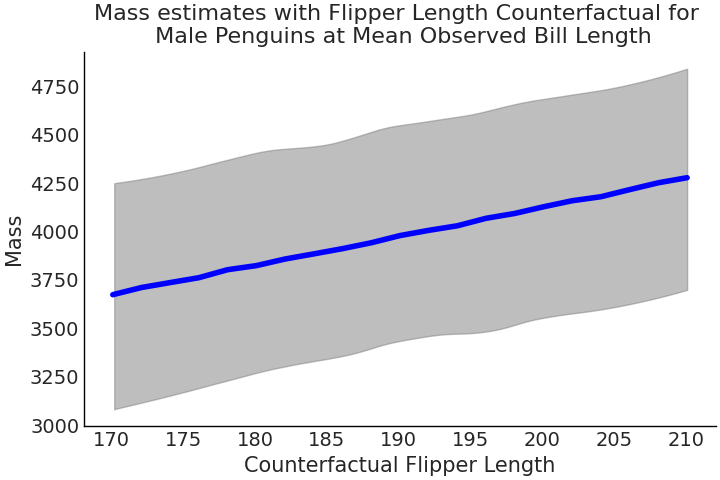 Mass estimates with Flipper Length Counterfactual for
Male Penguins at Mean Observed Bill Length
4750
4500
4250
4000
3750
3500
3250
3000
Mass
170 175 180 185 190 195 200 205 210
Counterfactual Flipper Length